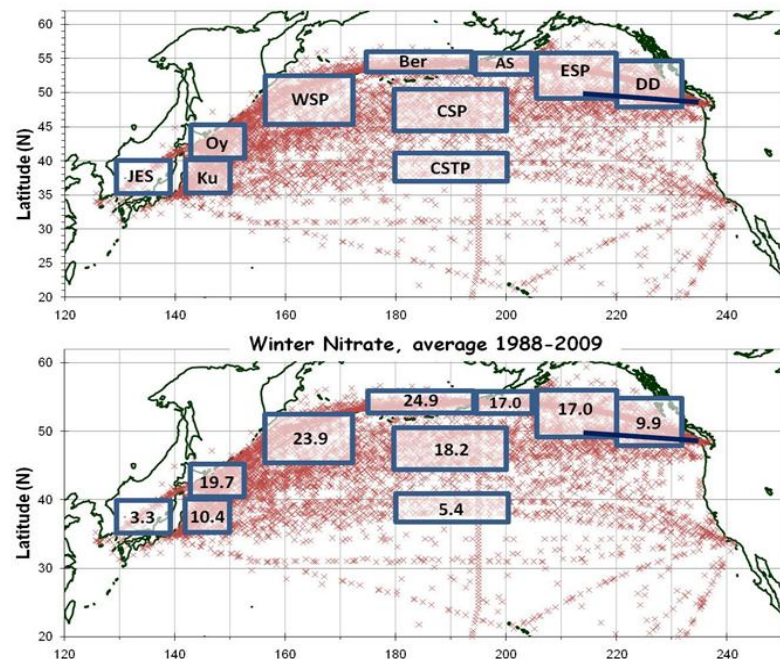 60
55
50
45
40
35
30
25
20
Latitude (N)
Ber
AS
ESP
DD
WSP
CSP
Oy
JES
Ku
CSTP
120
140
160
180
200
220
240
Winter Nitrate, average 1988-2009
60
50
40
30
20
Latitude (N)
24.9
17.0
17.0
9.9
23.9
18.2
19.7
3.3
10.4
5.4
120
140
160
180
200
220
240